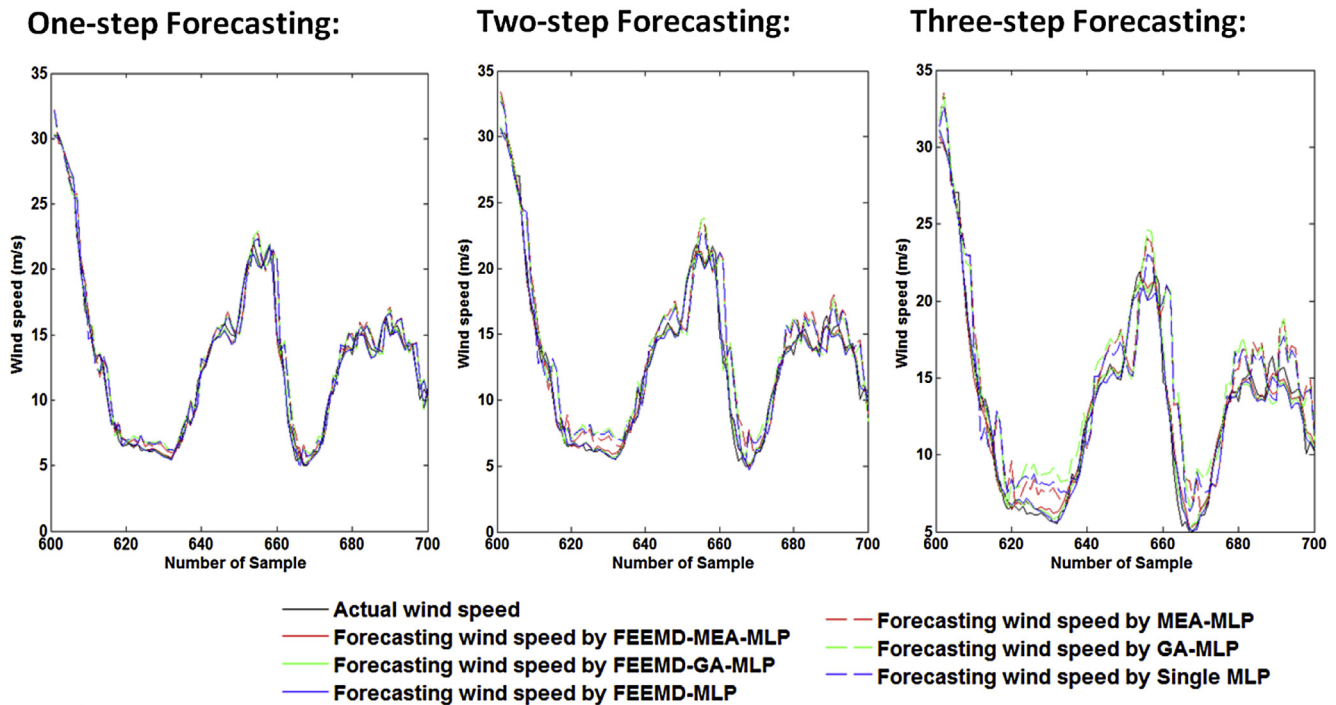 One-step Forecasting:
Two-step Forecasting:
Three-step Forecasting:
35
30
25
20
15
10
5
0
Wind speed (m/s)
600 620 640 660 680 700
Number of Sample
35
30
25
20
15
10
5
0
Wind speed (m/s)
600 620 640 660 680 700
Number of Sample
35
30
25
20
15
10
5
Wind speed (m/s)
600 620 640 660 680 700
Number of Sample
Actual wind speed
Forecasting wind speed by FEEMD-MEA-MLP
Forecasting wind speed by FEEMD-GA-MLP
Forecasting wind speed by FEEMD-MLP
Forecasting wind speed by MEA-MLP
Forecasting wind speed by GA-MLP
Forecasting wind speed by Single MLP